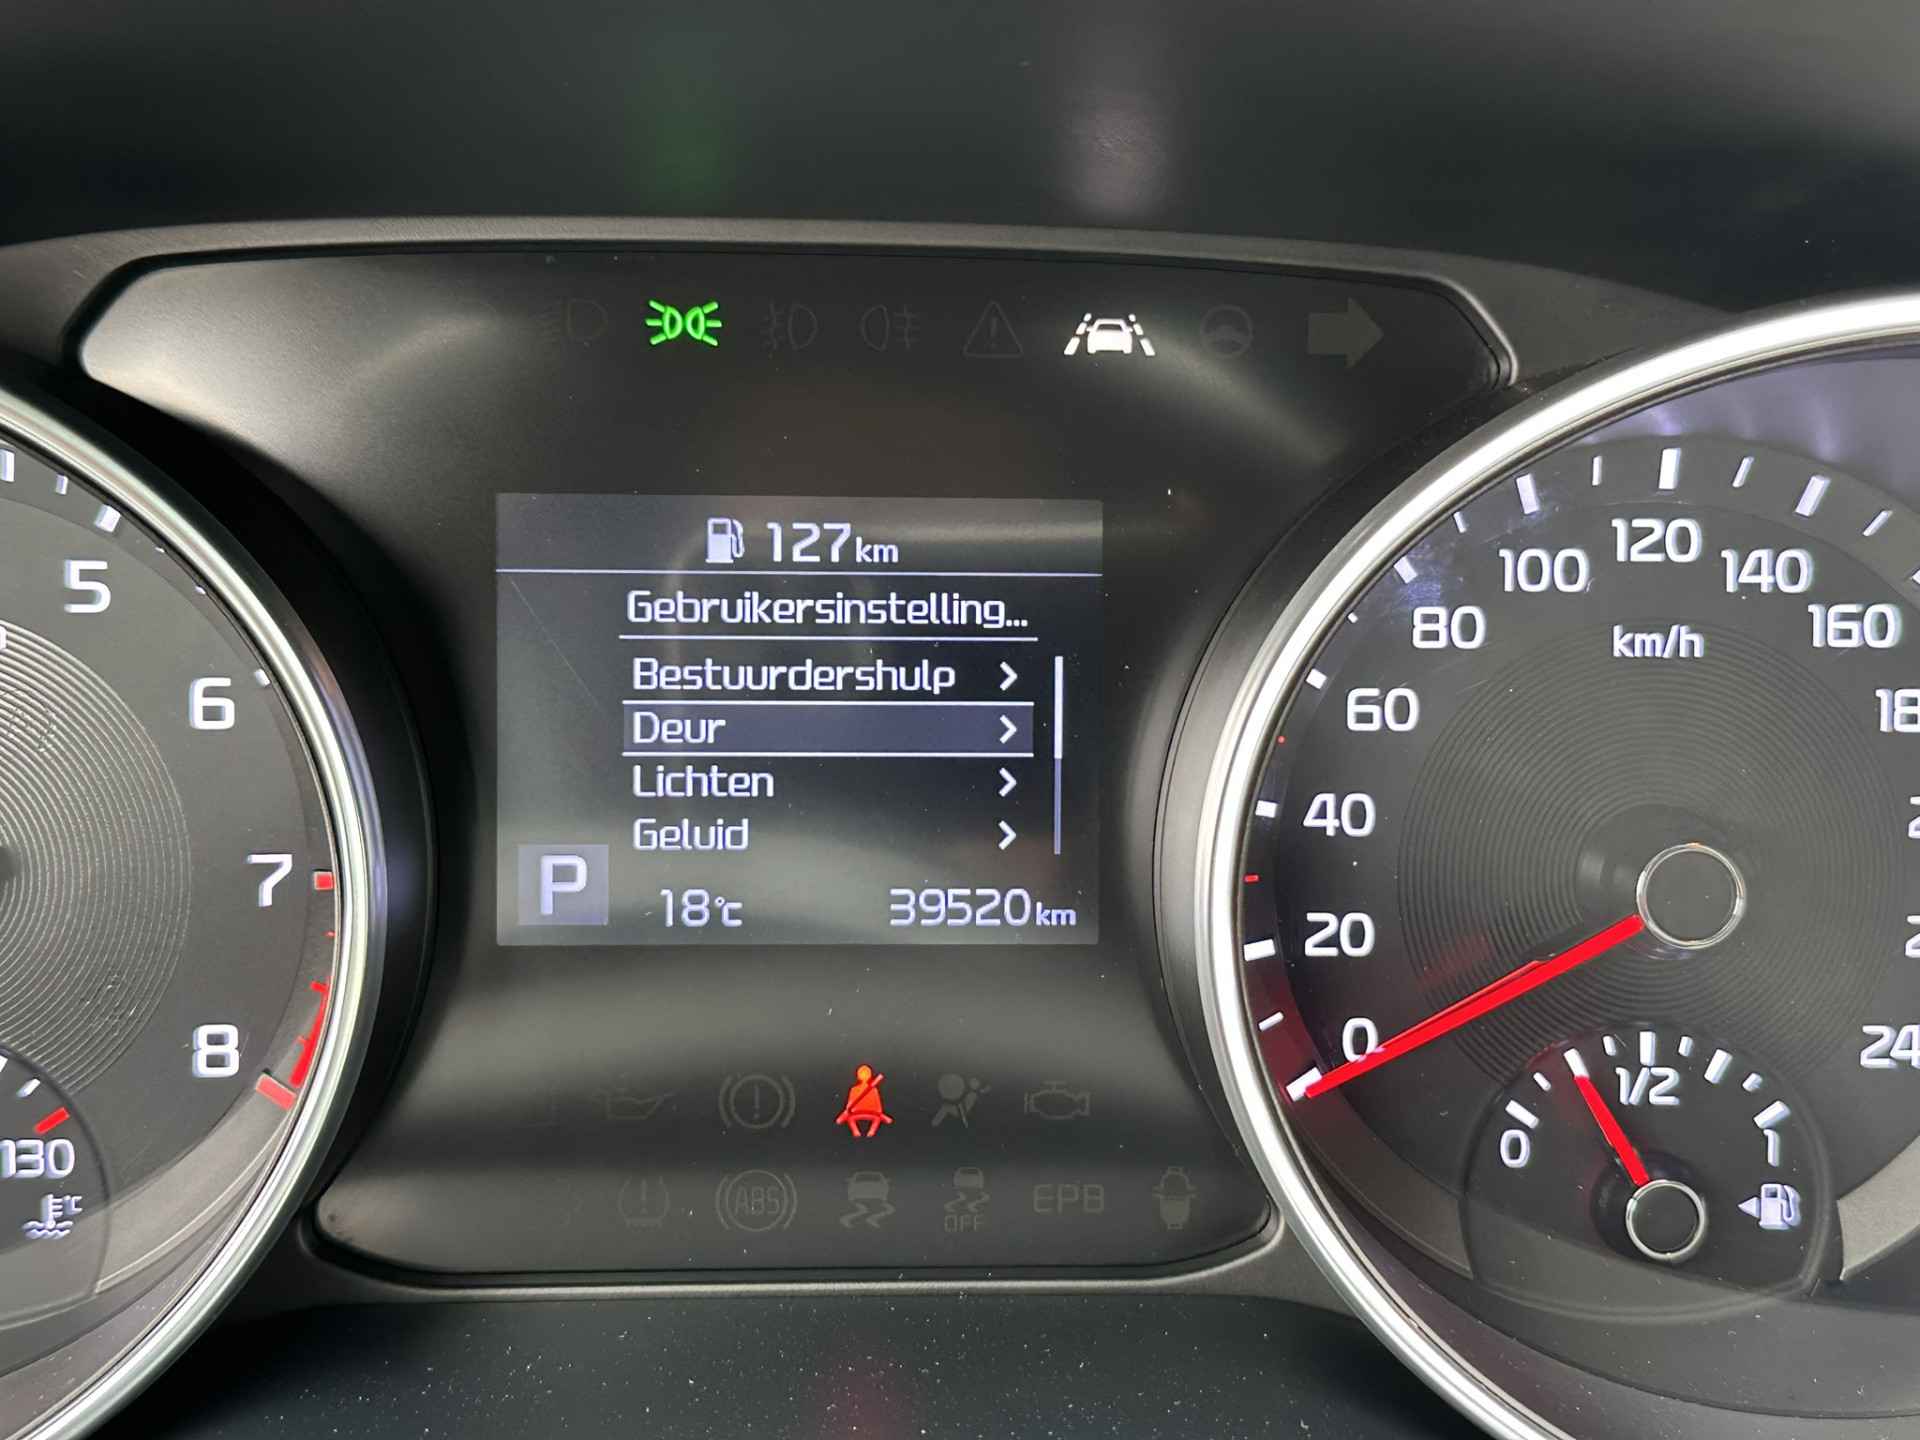 127km
Gebruikersinstelling...
Bestuurdershulp
Deur
Lichten
Geluid
P 18°C 39520km
5
6
7
8
130
°C
0
20
40
60
80
100
120
140
160
km/h
0
1/2
1
ABS
OFF
EPB